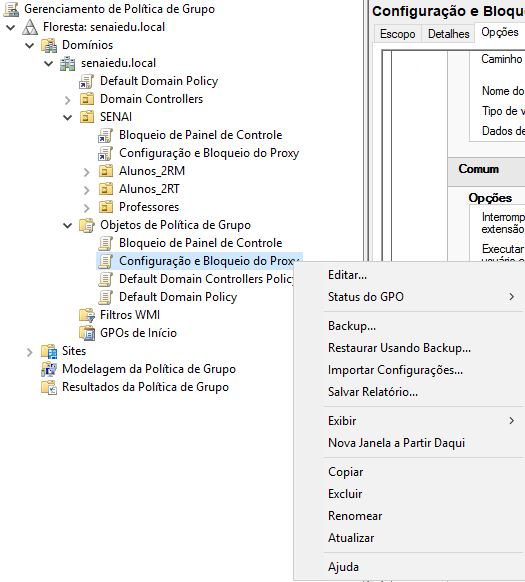 Gerenciamento de Política de Grupo
Floresta: senaiedu.local
Domínios
senaiedu.local
Default Domain Policy
Domain Controllers
SENAI
Bloqueio de Painel de Controle
Configuração e Bloqueio do Proxy
Alunos_2RM
Alunos_2RT
Professores
Objetos de Política de Grupo
Bloqueio de Painel de Controle
Configuração e Bloqueio do Proxy
Default Domain Controllers Policy
Default Domain Policy
Filtros WMI
GPOs de Início
Sites
Modelagem da Política de Grupo
Resultados da Política de Grupo
Configuração e Bloque
Escopo Detalhes Opções
Caminho
Nome do
Tipo de v
Dados de
Comum
Opções
Interromp
extensão
Executar
Editar...
Status do GPO
Backup...
Restaurar Usando Backup...
Importar Configurações...
Salvar Relatório...
Exibir
Nova Janela a Partir Daqui
Copiar
Excluir
Renomear
Atualizar
Ajuda